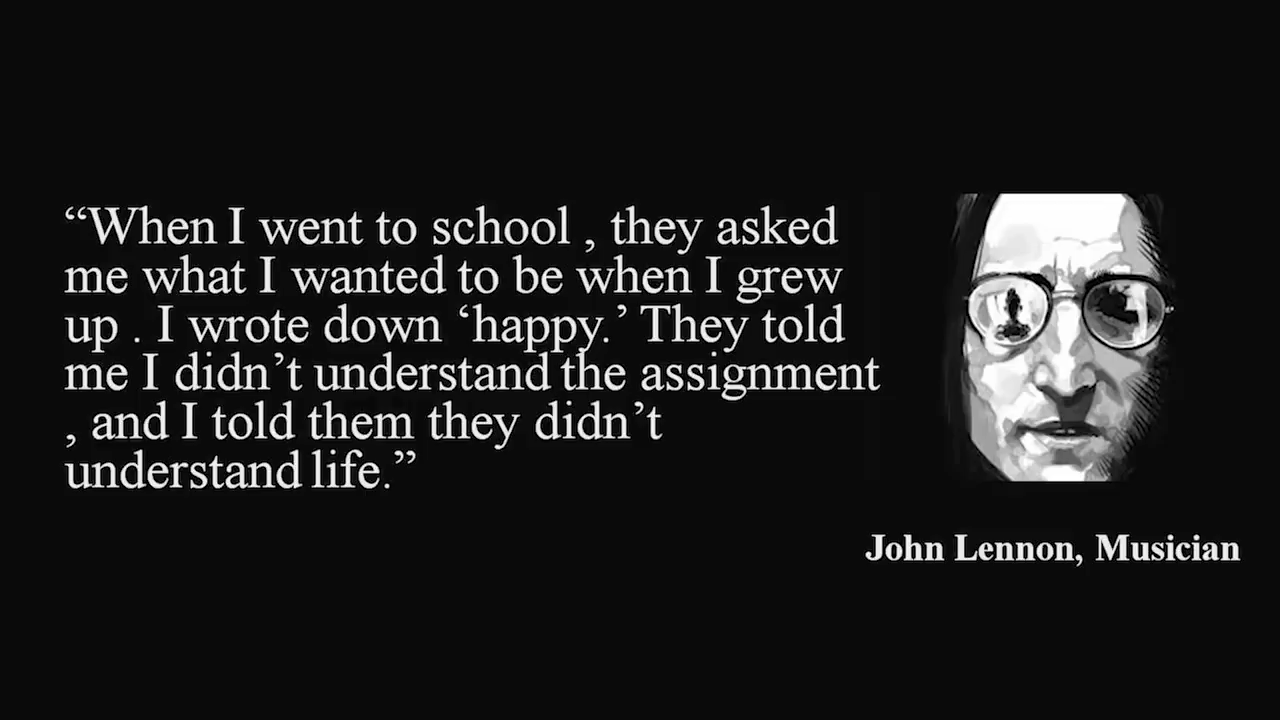 “When I went to school , they asked
me what I wanted to be when I grew
up . I wrote down ‘happy.’ They told
me I didn’t understand the assignment
, and I told them they didn’t
understand life.”
John Lennon, Musician